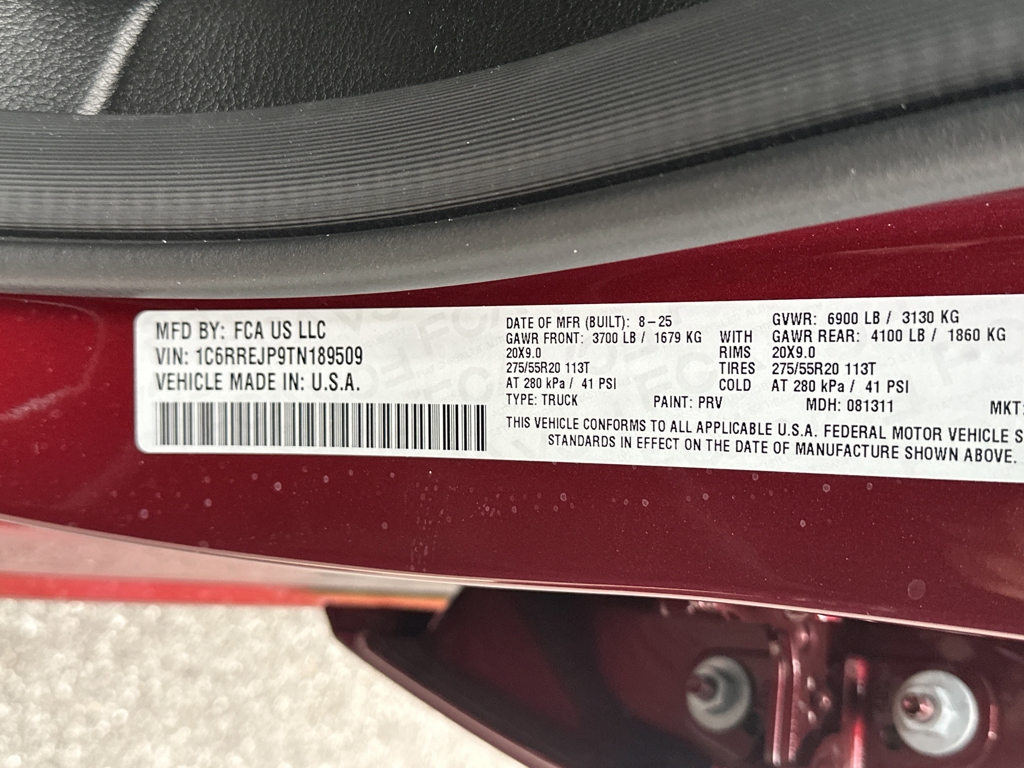 MFD BY: FCA US LLC
VIN: 1C6RREJP9TN189509
VEHICLE MADE IN: U.S.A.
DATE OF MFR (BUILT): 8-25 GVWR: 6900 LB / 3130 KG
GAWR FRONT: 3700 LB / 1679 KG WITH GAWR REAR: 4100 LB / 1860 KG
20X9.0 RIMS 20X9.0
275/55R20 113T TIRES 275/55R20 113T
AT 280 kPa / 41 PSI COLD AT 280 kPa / 41 PSI
TYPE: TRUCK PAINT: PRV MDH: 081311 MKT:
THIS VEHICLE CONFORMS TO ALL APPLICABLE U.S.A. FEDERAL MOTOR VEHICLE S
STANDARDS IN EFFECT ON THE DATE OF MANUFACTURE SHOWN ABOVE.